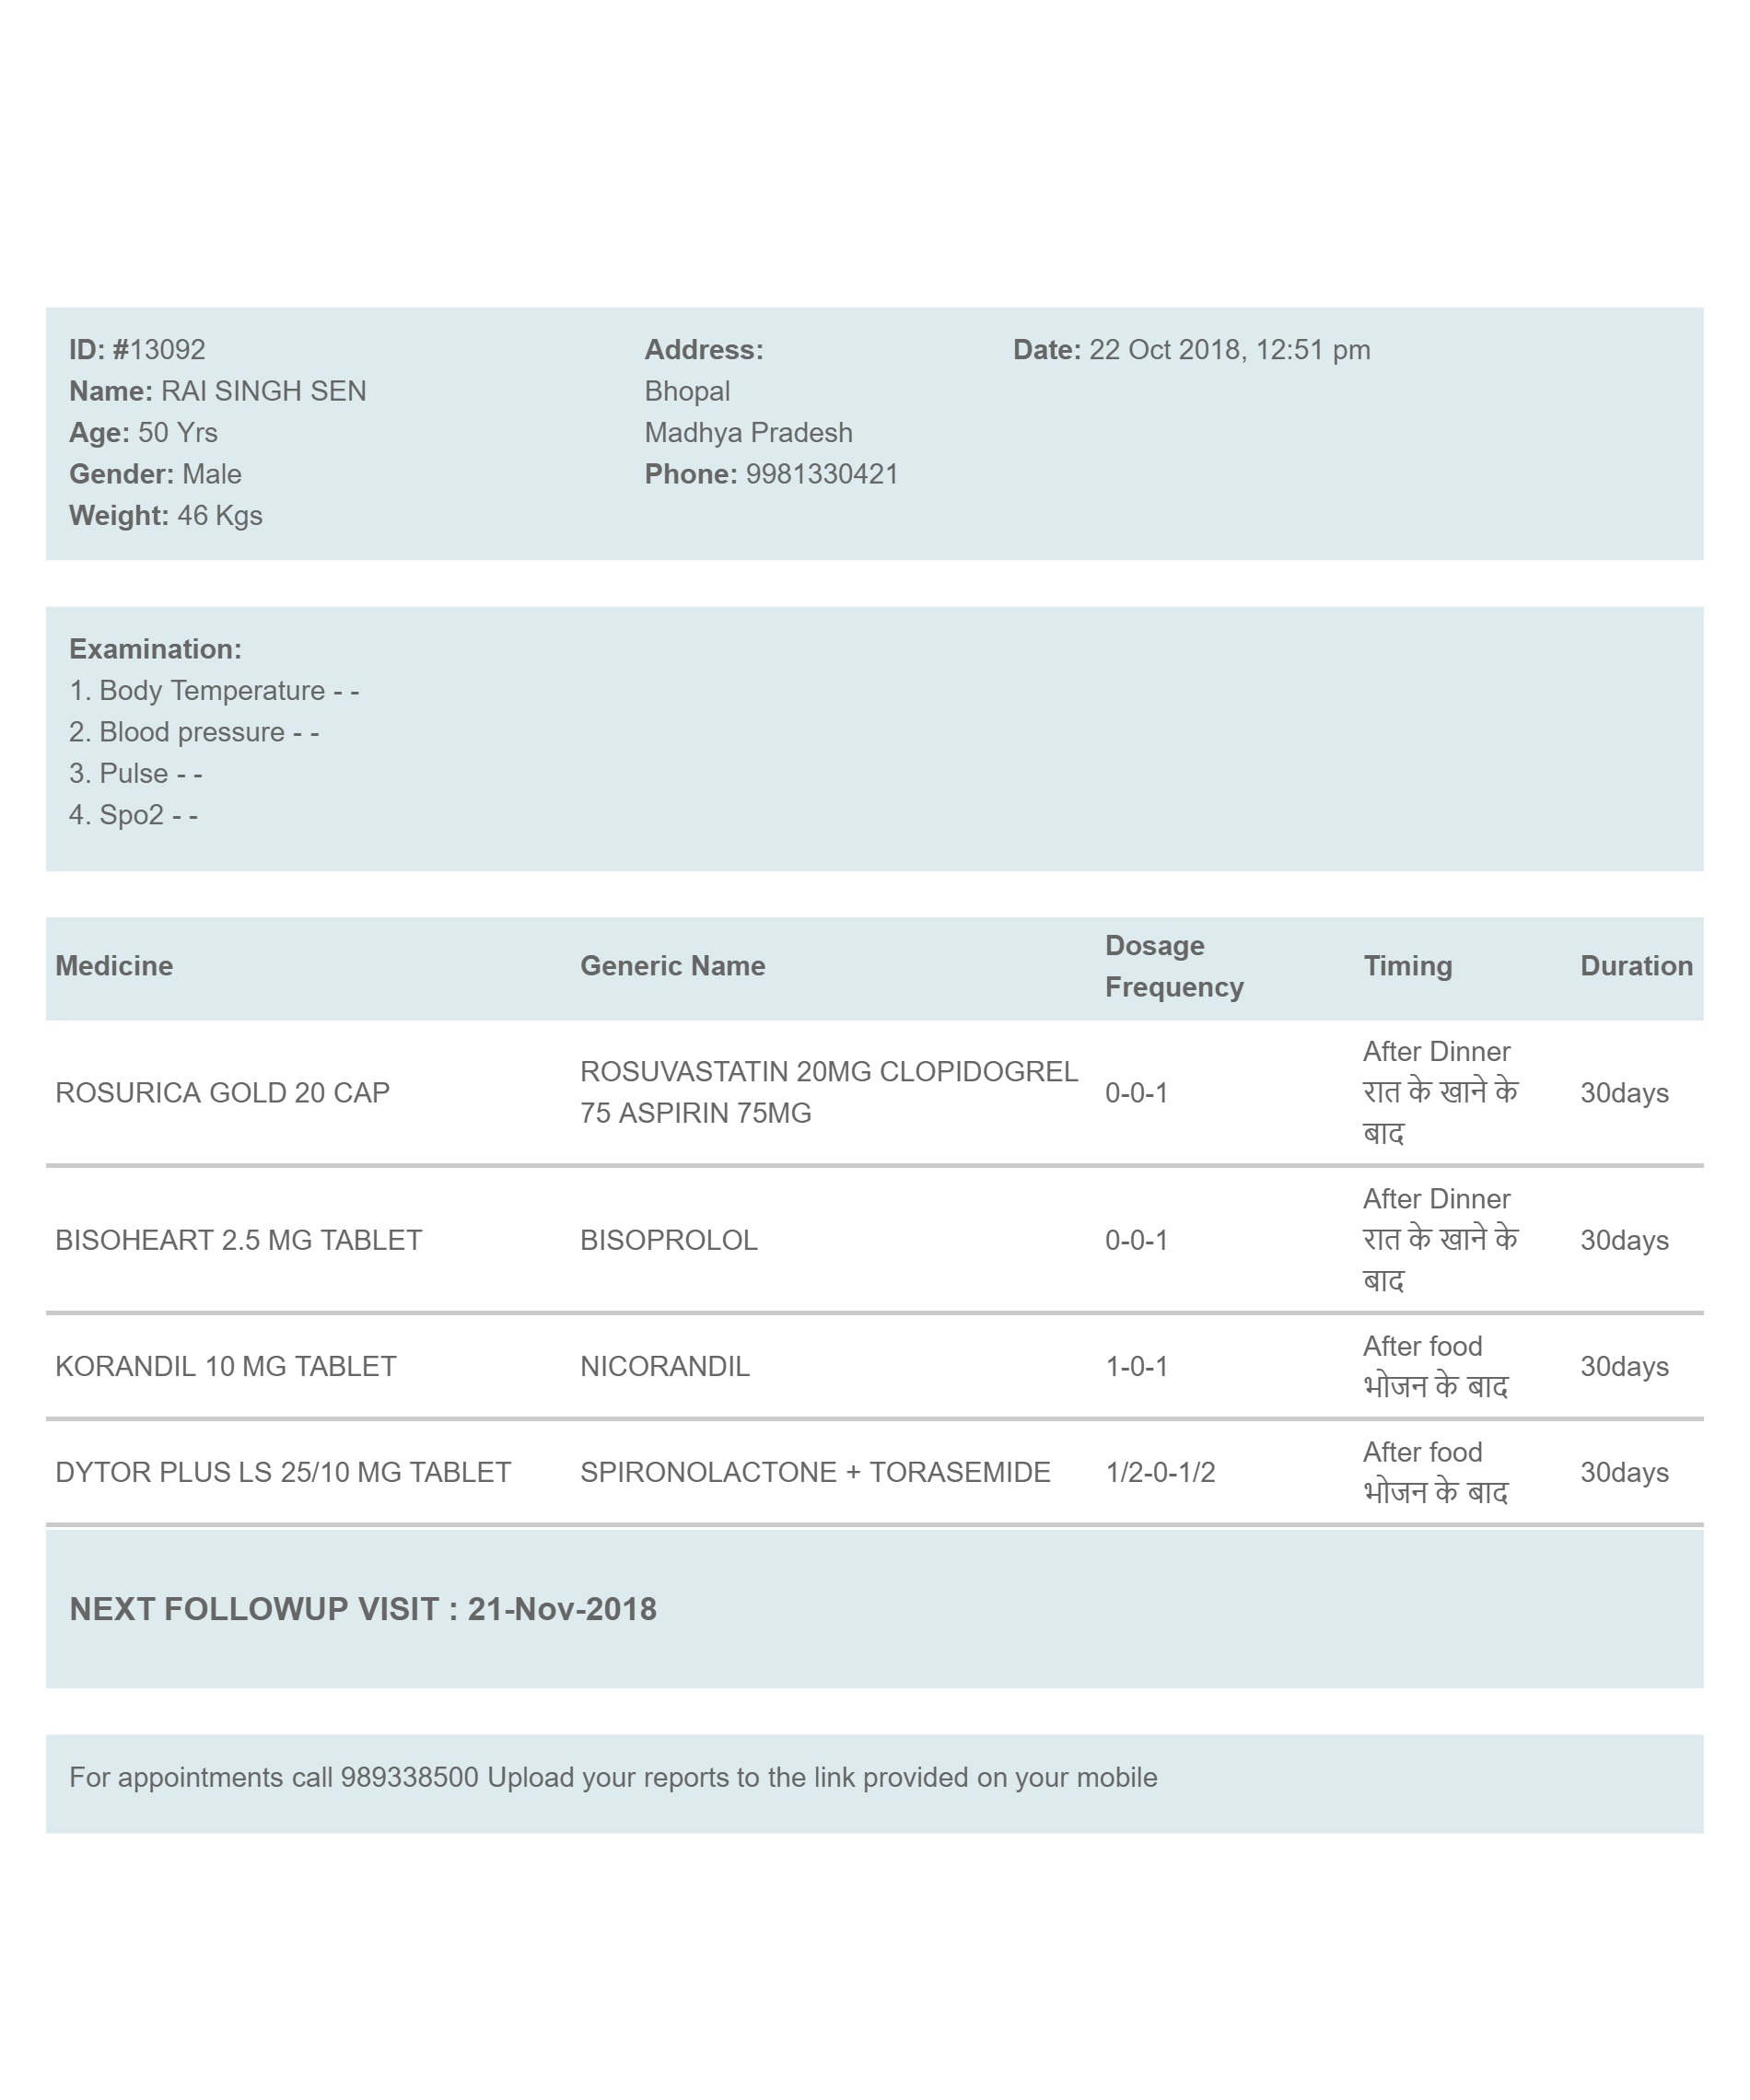 ID: #13092
Name: RAI SINGH SEN
Age: 50 Yrs
Gender: Male
Weight: 46 Kgs
Address:
Bhopal
Madhya Pradesh
Phone: 9981330421
Date: 22 Oct 2018, 12:51 pm
Examination:
1. Body Temperature - -
2. Blood pressure - -
3. Pulse - -
4. Spo2 - -
Medicine Generic Name Dosage Frequency Timing Duration
ROSURICA GOLD 20 CAP
ROSUVASTATIN 20MG CLOPIDOGREL
75 ASPIRIN 75MG
0-0-1
After Dinner
रात के खाने के
बाद
30days
BISOHEART 2.5 MG TABLET
BISOPROLOL
0-0-1
After Dinner
रात के खाने के
बाद
30days
KORANDIL 10 MG TABLET
NICORANDIL
1-0-1
After food
भोजन के बाद
30days
DYTOR PLUS LS 25/10 MG TABLET
SPIRONOLACTONE + TORASEMIDE
1/2-0-1/2
After food
भोजन के बाद
30days
NEXT FOLLOWUP VISIT : 21-Nov-2018
For appointments call 989338500 Upload your reports to the link provided on your mobile